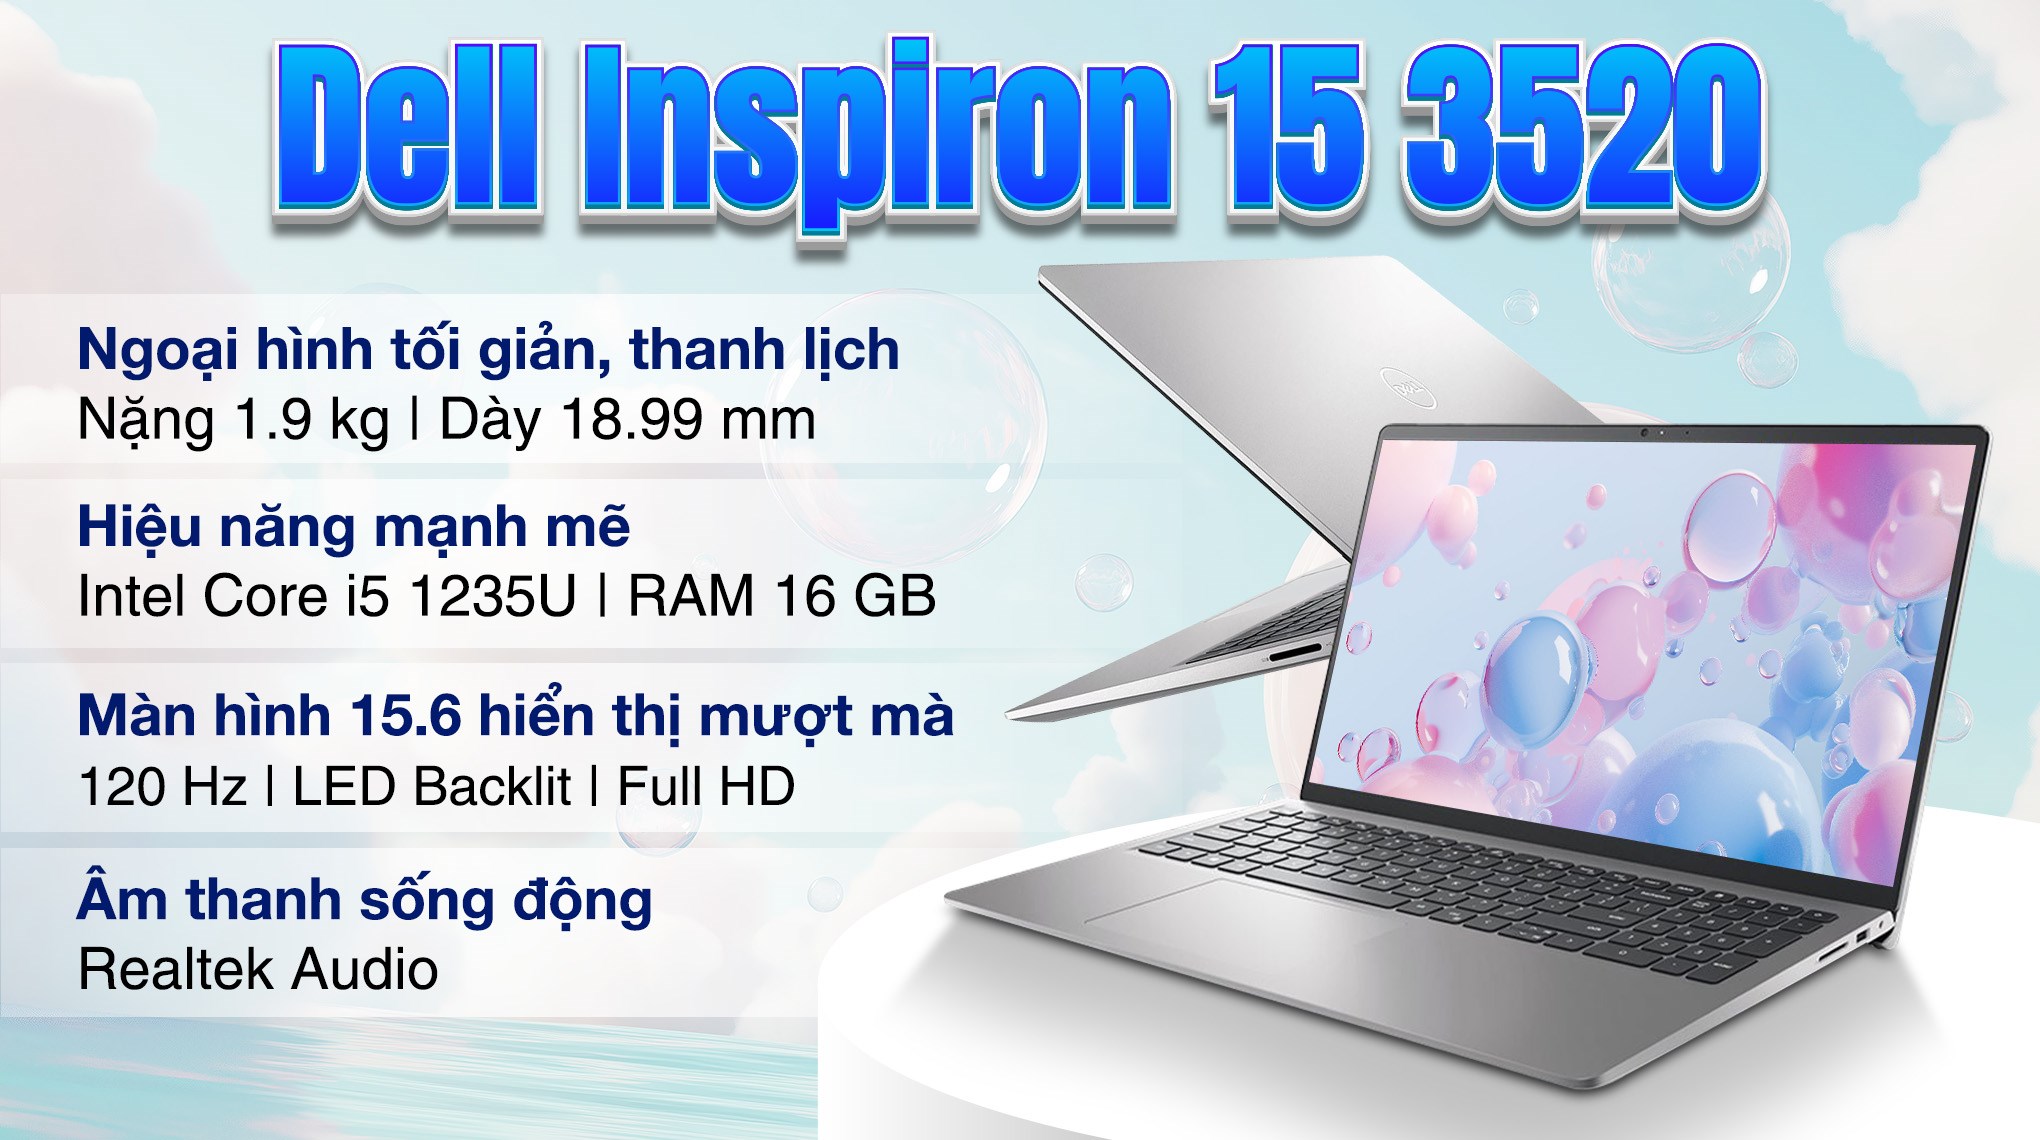 Dell Inspiron 15 3520
Ngoại hình tối giản, thanh lịch
Nặng 1.9 kg | Dày 18.99 mm
Hiệu năng mạnh mẽ
Intel Core i5 1235U | RAM 16 GB
Màn hình 15.6 hiển thị mượt mà
120 Hz | LED Backlit | Full HD
Âm thanh sống động
Realtek Audio
DELL